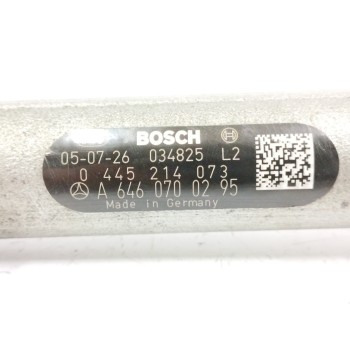 BOSCH
05-07-26 034825 L2
0 445 214 073
A 646 070 02 95
Made in Germany